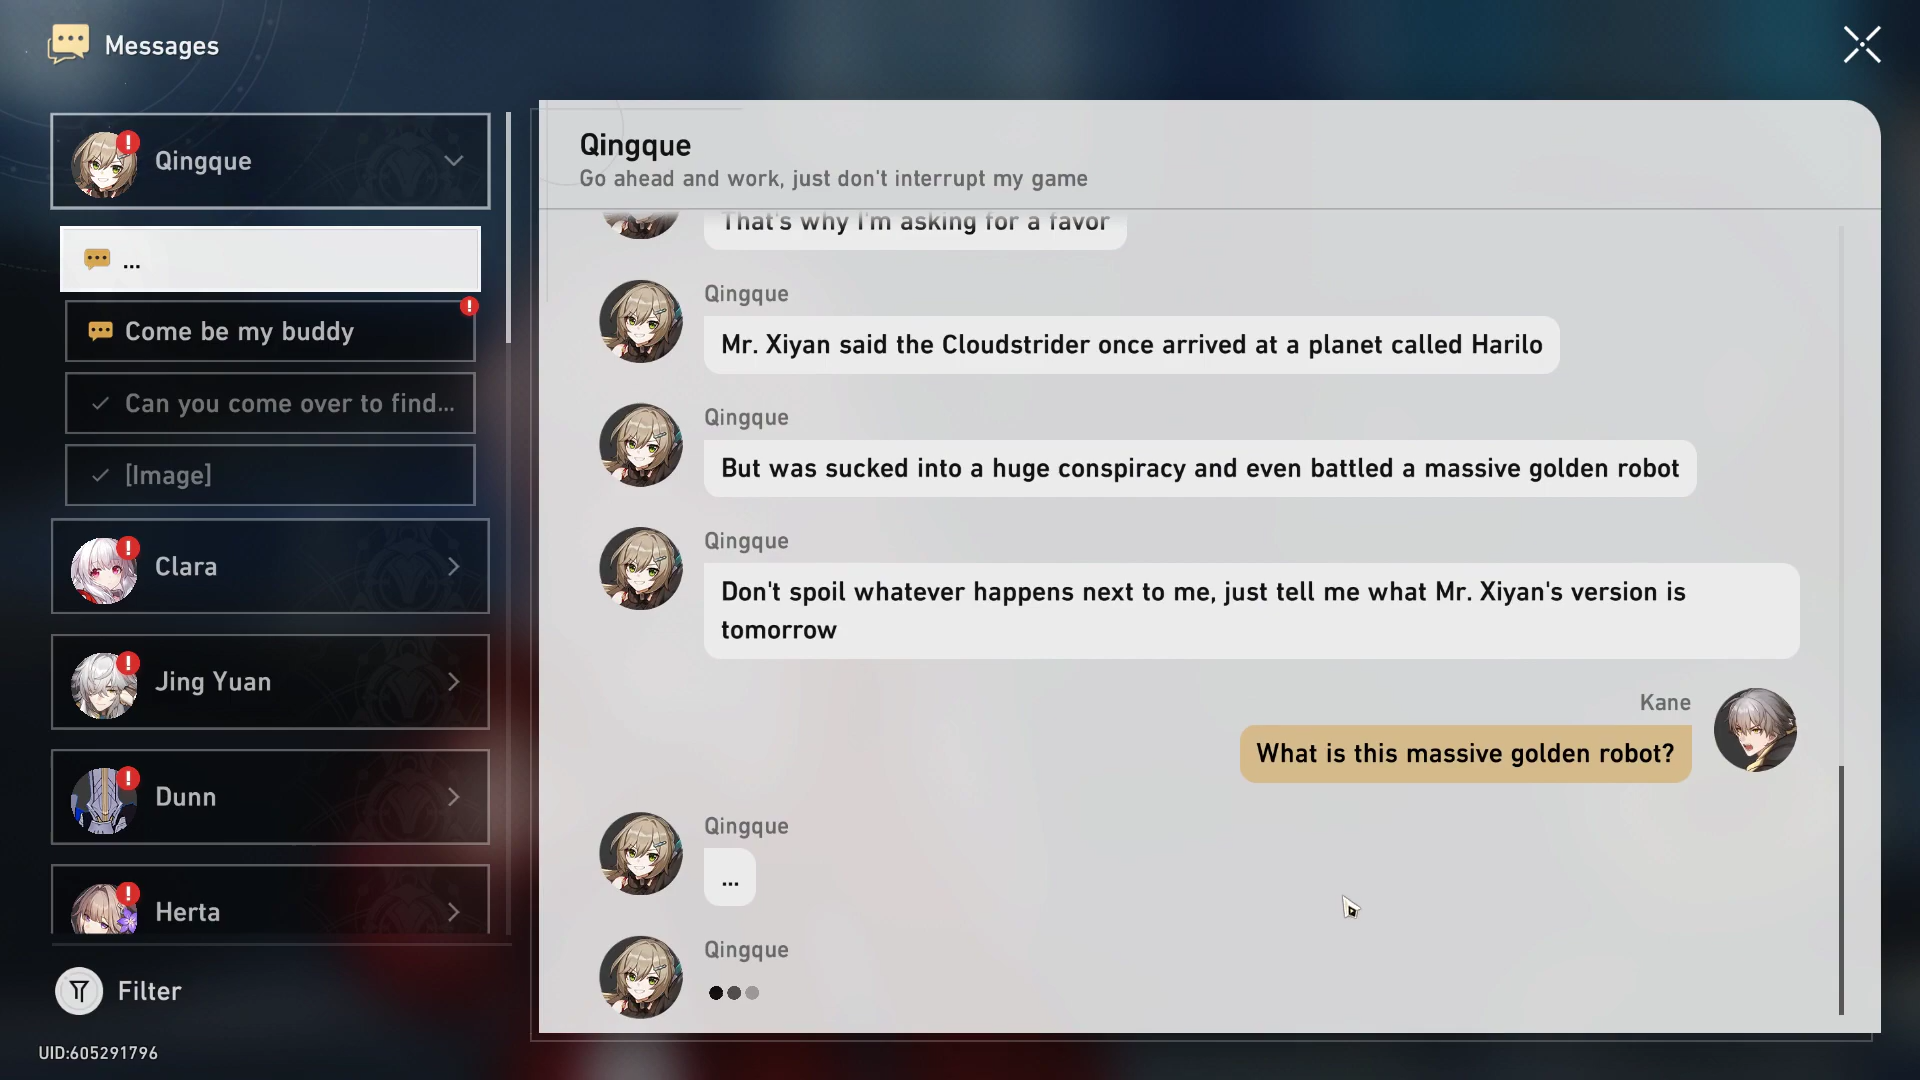 Messages
Qingque
...
Come be my buddy
Can you come over to find...
[Image]
Clara
Jing Yuan
Dunn
Herta
Filter
UID:605291796
Qingque
Go ahead and work, just don't interrupt my game
That's why I'm asking for a favor
Qingque
Mr. Xiyan said the Cloudstrider once arrived at a planet called Harilo
Qingque
But was sucked into a huge conspiracy and even battled a massive golden robot
Qingque
Don't spoil whatever happens next to me, just tell me what Mr. Xiyan's version is
tomorrow
Kane
What is this massive golden robot?
Qingque
...
Qingque